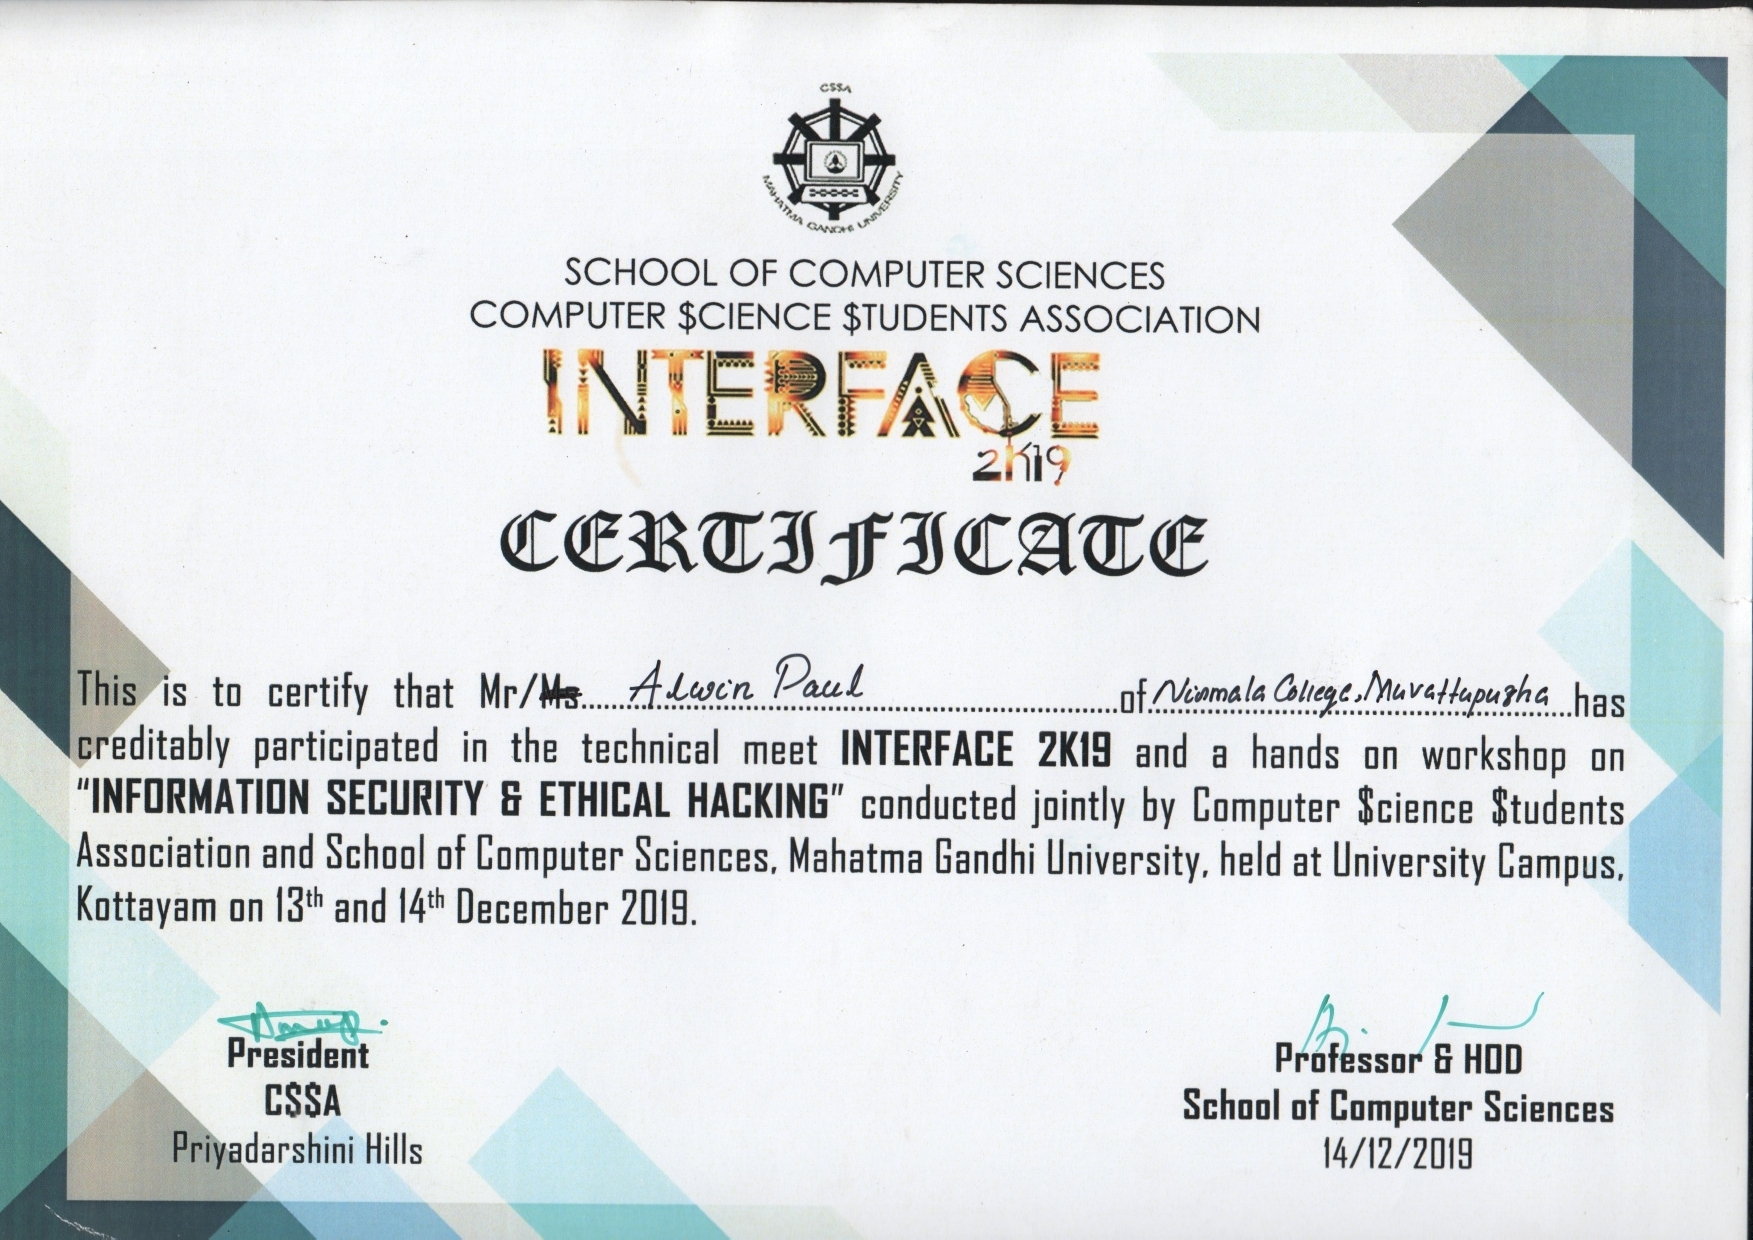 CSSA
MAHATMA GANDHI UNIVERSITY
SCHOOL OF COMPUTER SCIENCES
COMPUTER $CIENCE $TUDENTS ASSOCIATION
INTERFACE
2K19
CERTIFICATE
This is to certify that Mr/Ms Alwin Paul of Nirmala College, Muvattupuzha has
creditably participated in the technical meet INTERFACE 2K19 and a hands on workshop on
“INFORMATION SECURITY & ETHICAL HACKING” conducted jointly by Computer $cience $tudents
Association and School of Computer Sciences, Mahatma Gandhi University, held at University Campus,
Kottayam on 13th and 14th December 2019.
President
C$$A
Priyadarshini Hills
Professor & HOD
School of Computer Sciences
14/12/2019